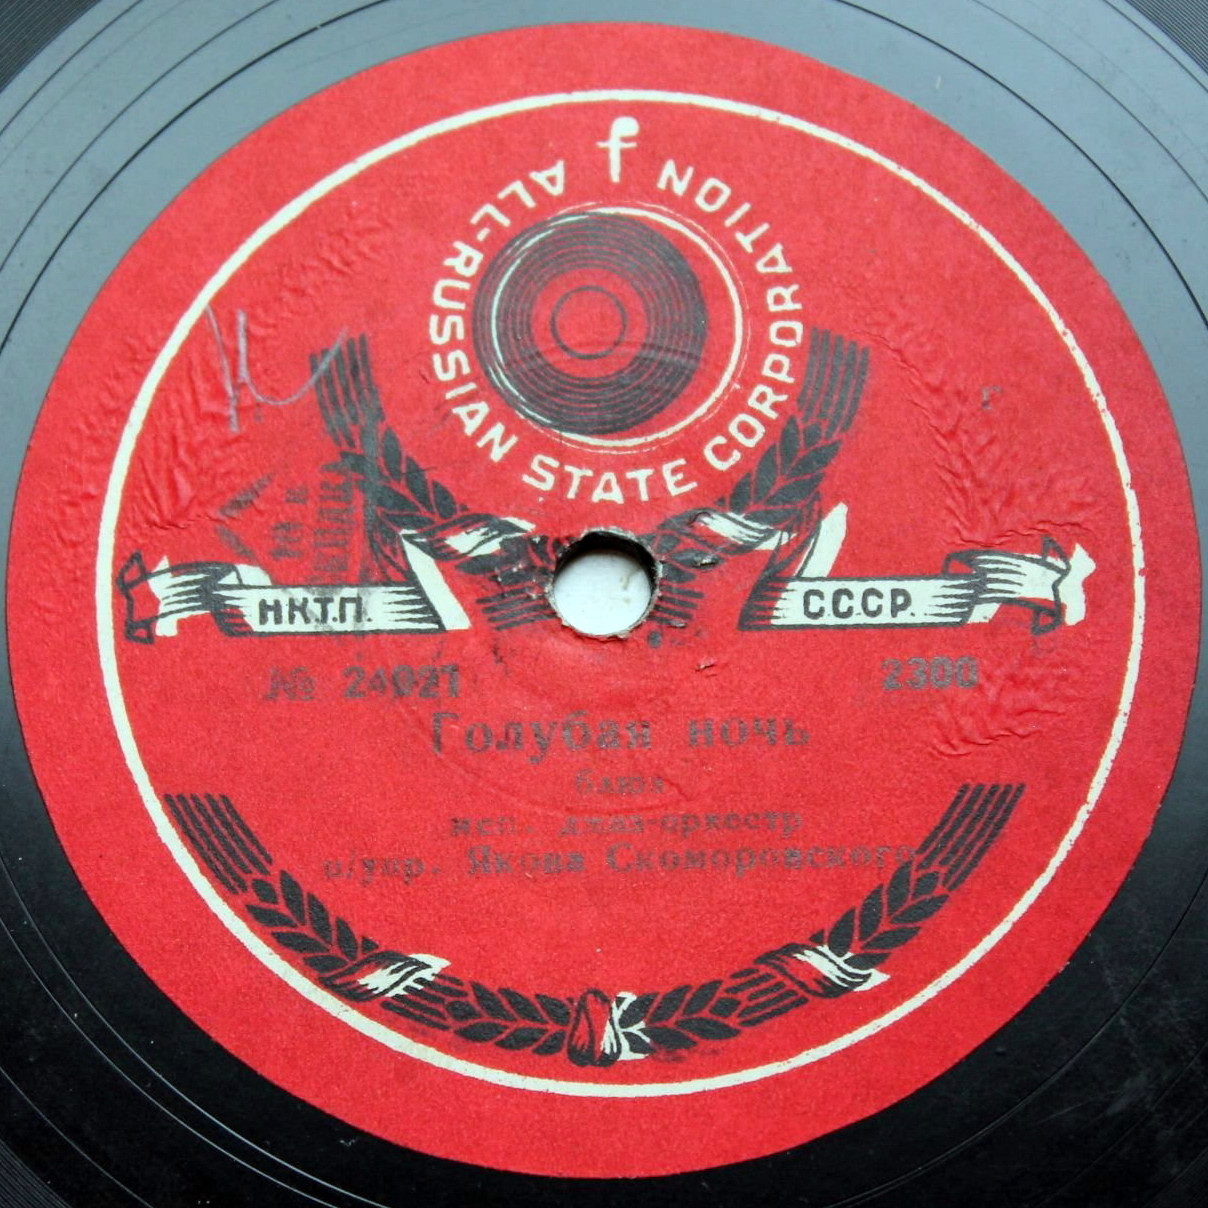 ALL-RUSSIAN STATE CORPORATION
НКТП. СССР.
№ 24021 2300
Голубая ночь
блюз
исп. джаз-оркестр
п/упр. Якова Скоморовского